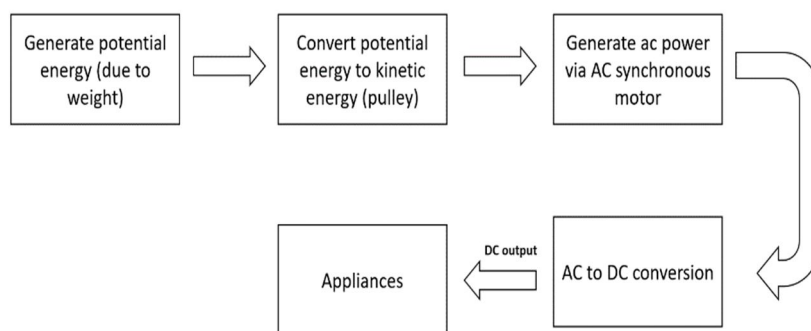 Generate potential
energy (due to
weight)
Convert potential
energy to kinetic
energy (pulley)
Generate ac power
via AC synchronous
motor
AC to DC conversion
DC output
Appliances